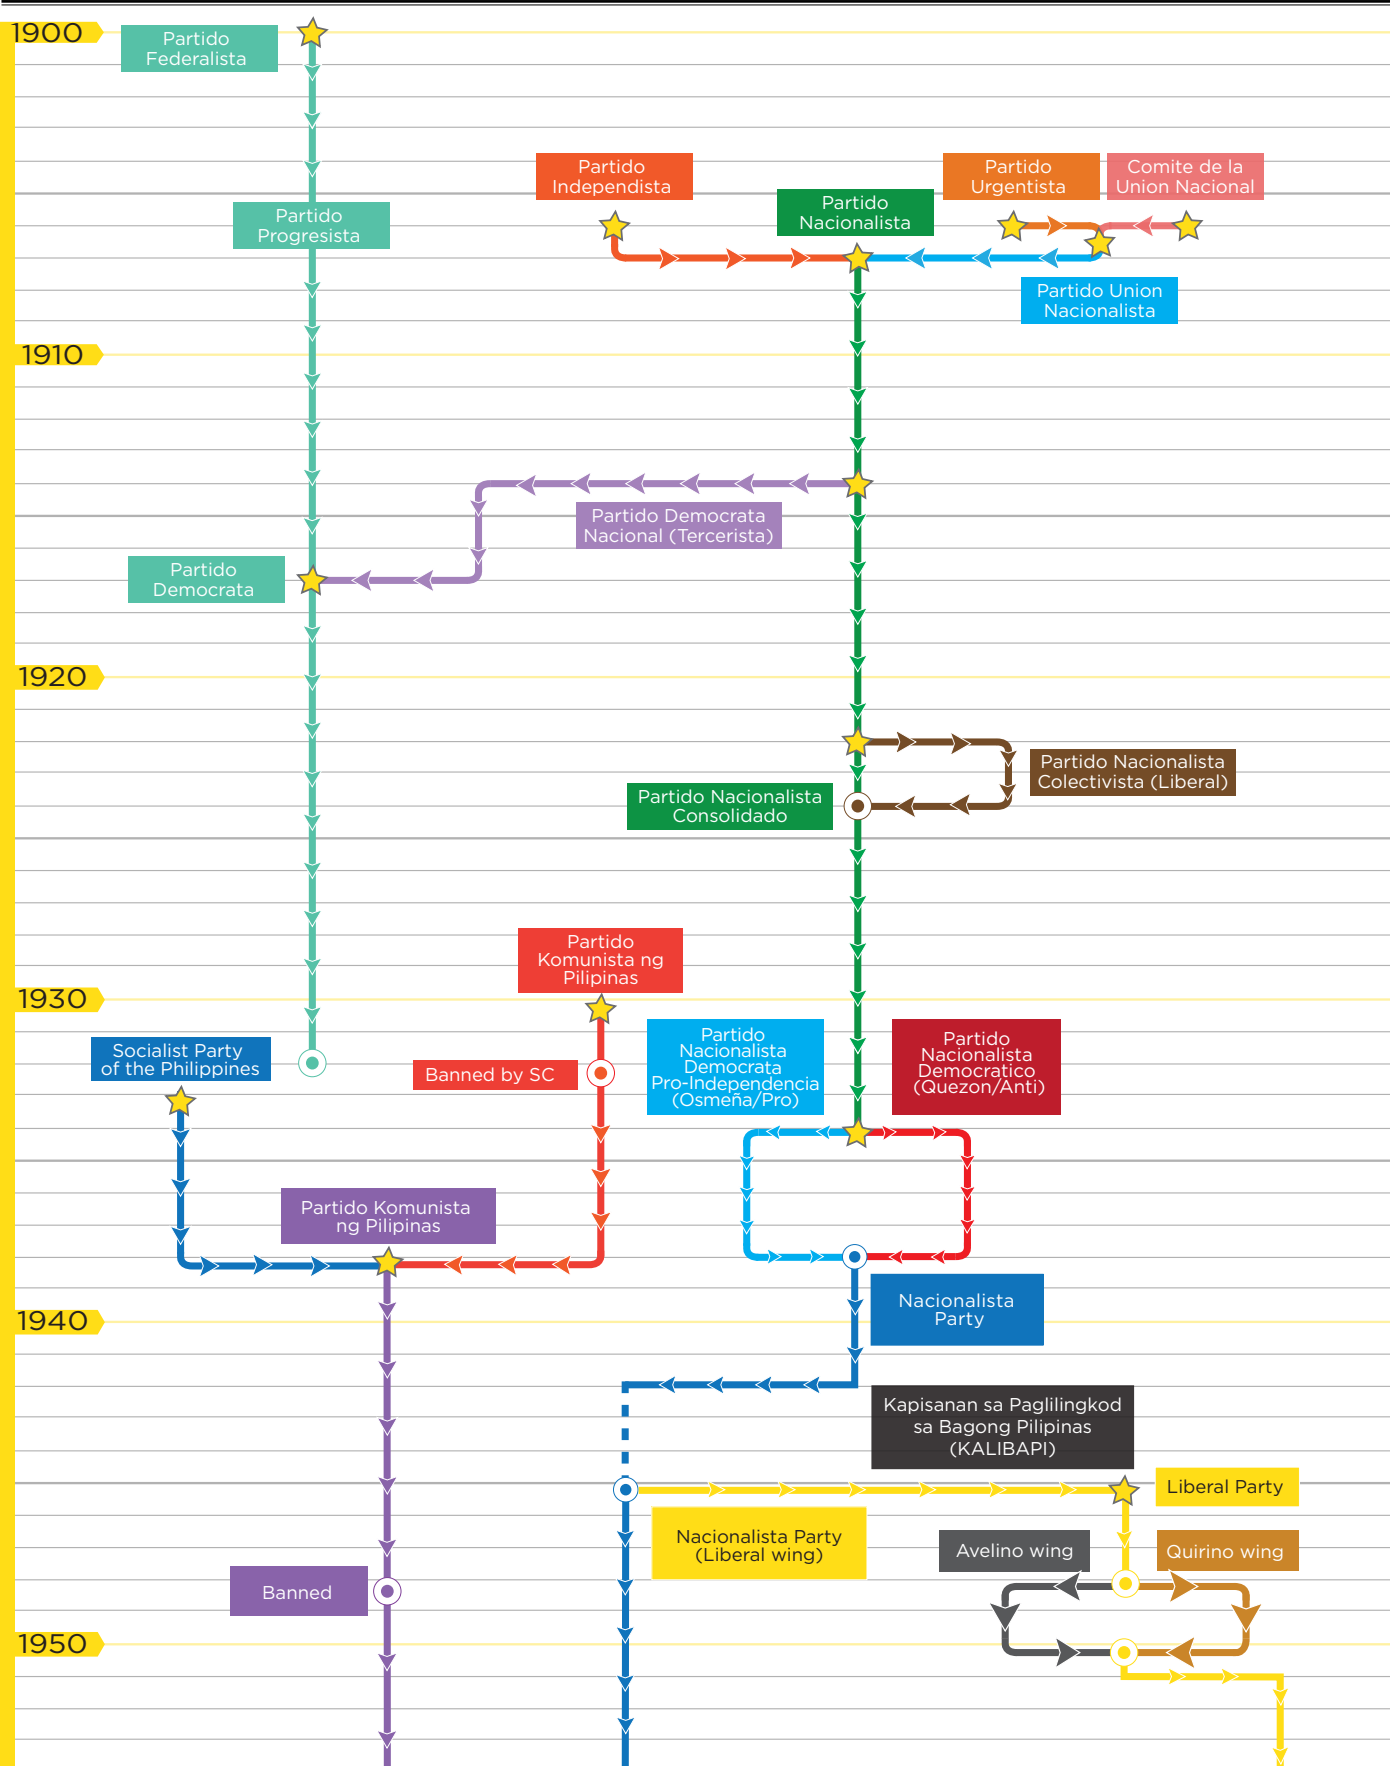 1900
Partido
Federalista
Partido
Independista
Partido
Urgentista
Comite de la
Union Nacional
Partido
Nacionalista
Partido
Progresista
Partido Union
Nacionalista
1910
Partido Democrata
Nacional (Tercerista)
Partido
Democrata
1920
Partido Nacionalista
Colectivista (Liberal)
Partido Nacionalista
Consolidado
Partido
Komunista ng
Pilipinas
1930
Socialist Party
of the Philippines
Banned by SC
Partido
Nacionalista
Democrata
Pro-Independencia
(Osmeña/Pro)
Partido
Nacionalista
Democratico
(Quezon/Anti)
Partido Komunista
ng Pilipinas
Nacionalista
Party
1940
Kapisanan sa Paglilingkod
sa Bagong Pilipinas
(KALIBAPI)
Liberal Party
Nacionalista Party
(Liberal wing)
Avelino wing
Quirino wing
Banned
1950